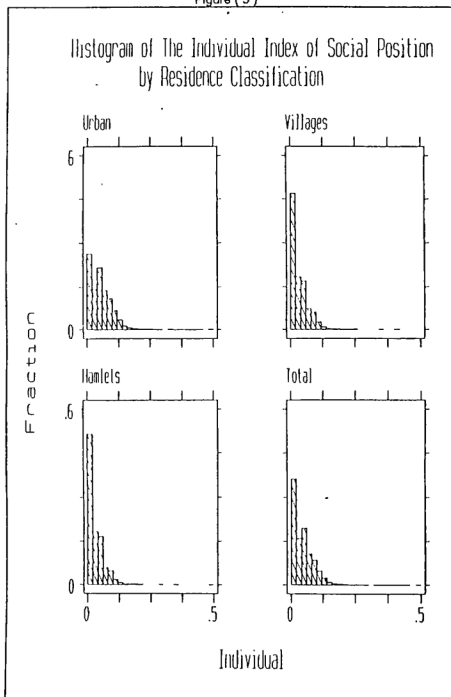 Figure (5)
Histogram of The Individual Index of Social Position
by Residence Classification
Urban
Villages
6
0
Hamlets
Total
.6
0
Fraction
0
.5
0
.5
Individual